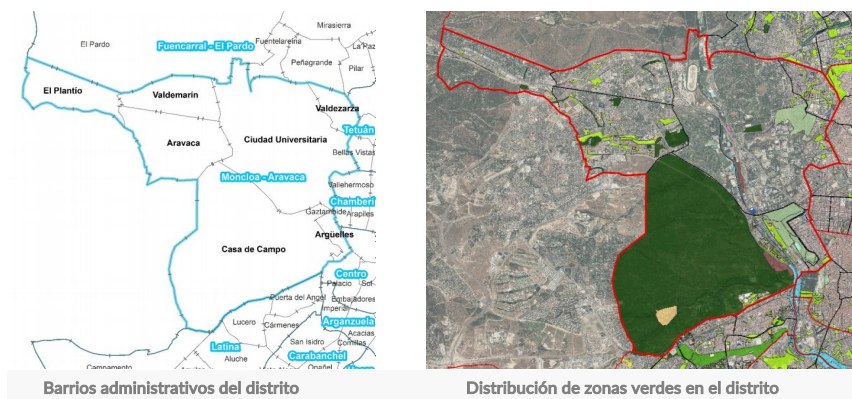 Mirasierra
El Pardo
Fuencarral - El Pardo
Fuentelarreina
La Paz
Peñagrande
Pilar
El Plantío
Valdemarín
Valdezarza
Tetuán
Aravaca
Ciudad Universitaria
Bellas Vistas
Moncloa - Aravaca
Vallehermoso
Chamberí
Gaztambide
Arapiles
Argüelles
Casa de Campo
Centro
Palacio
Sol
Puerta del Angel
Embajadores
Imperial
Lucero
Cármenes
Arganzuela
Acacias
San Isidro
Comillas
Latina
Aluche
Carabanchel
Campamento
Opañel
Barrios administrativos del distrito
Distribución de zonas verdes en el distrito